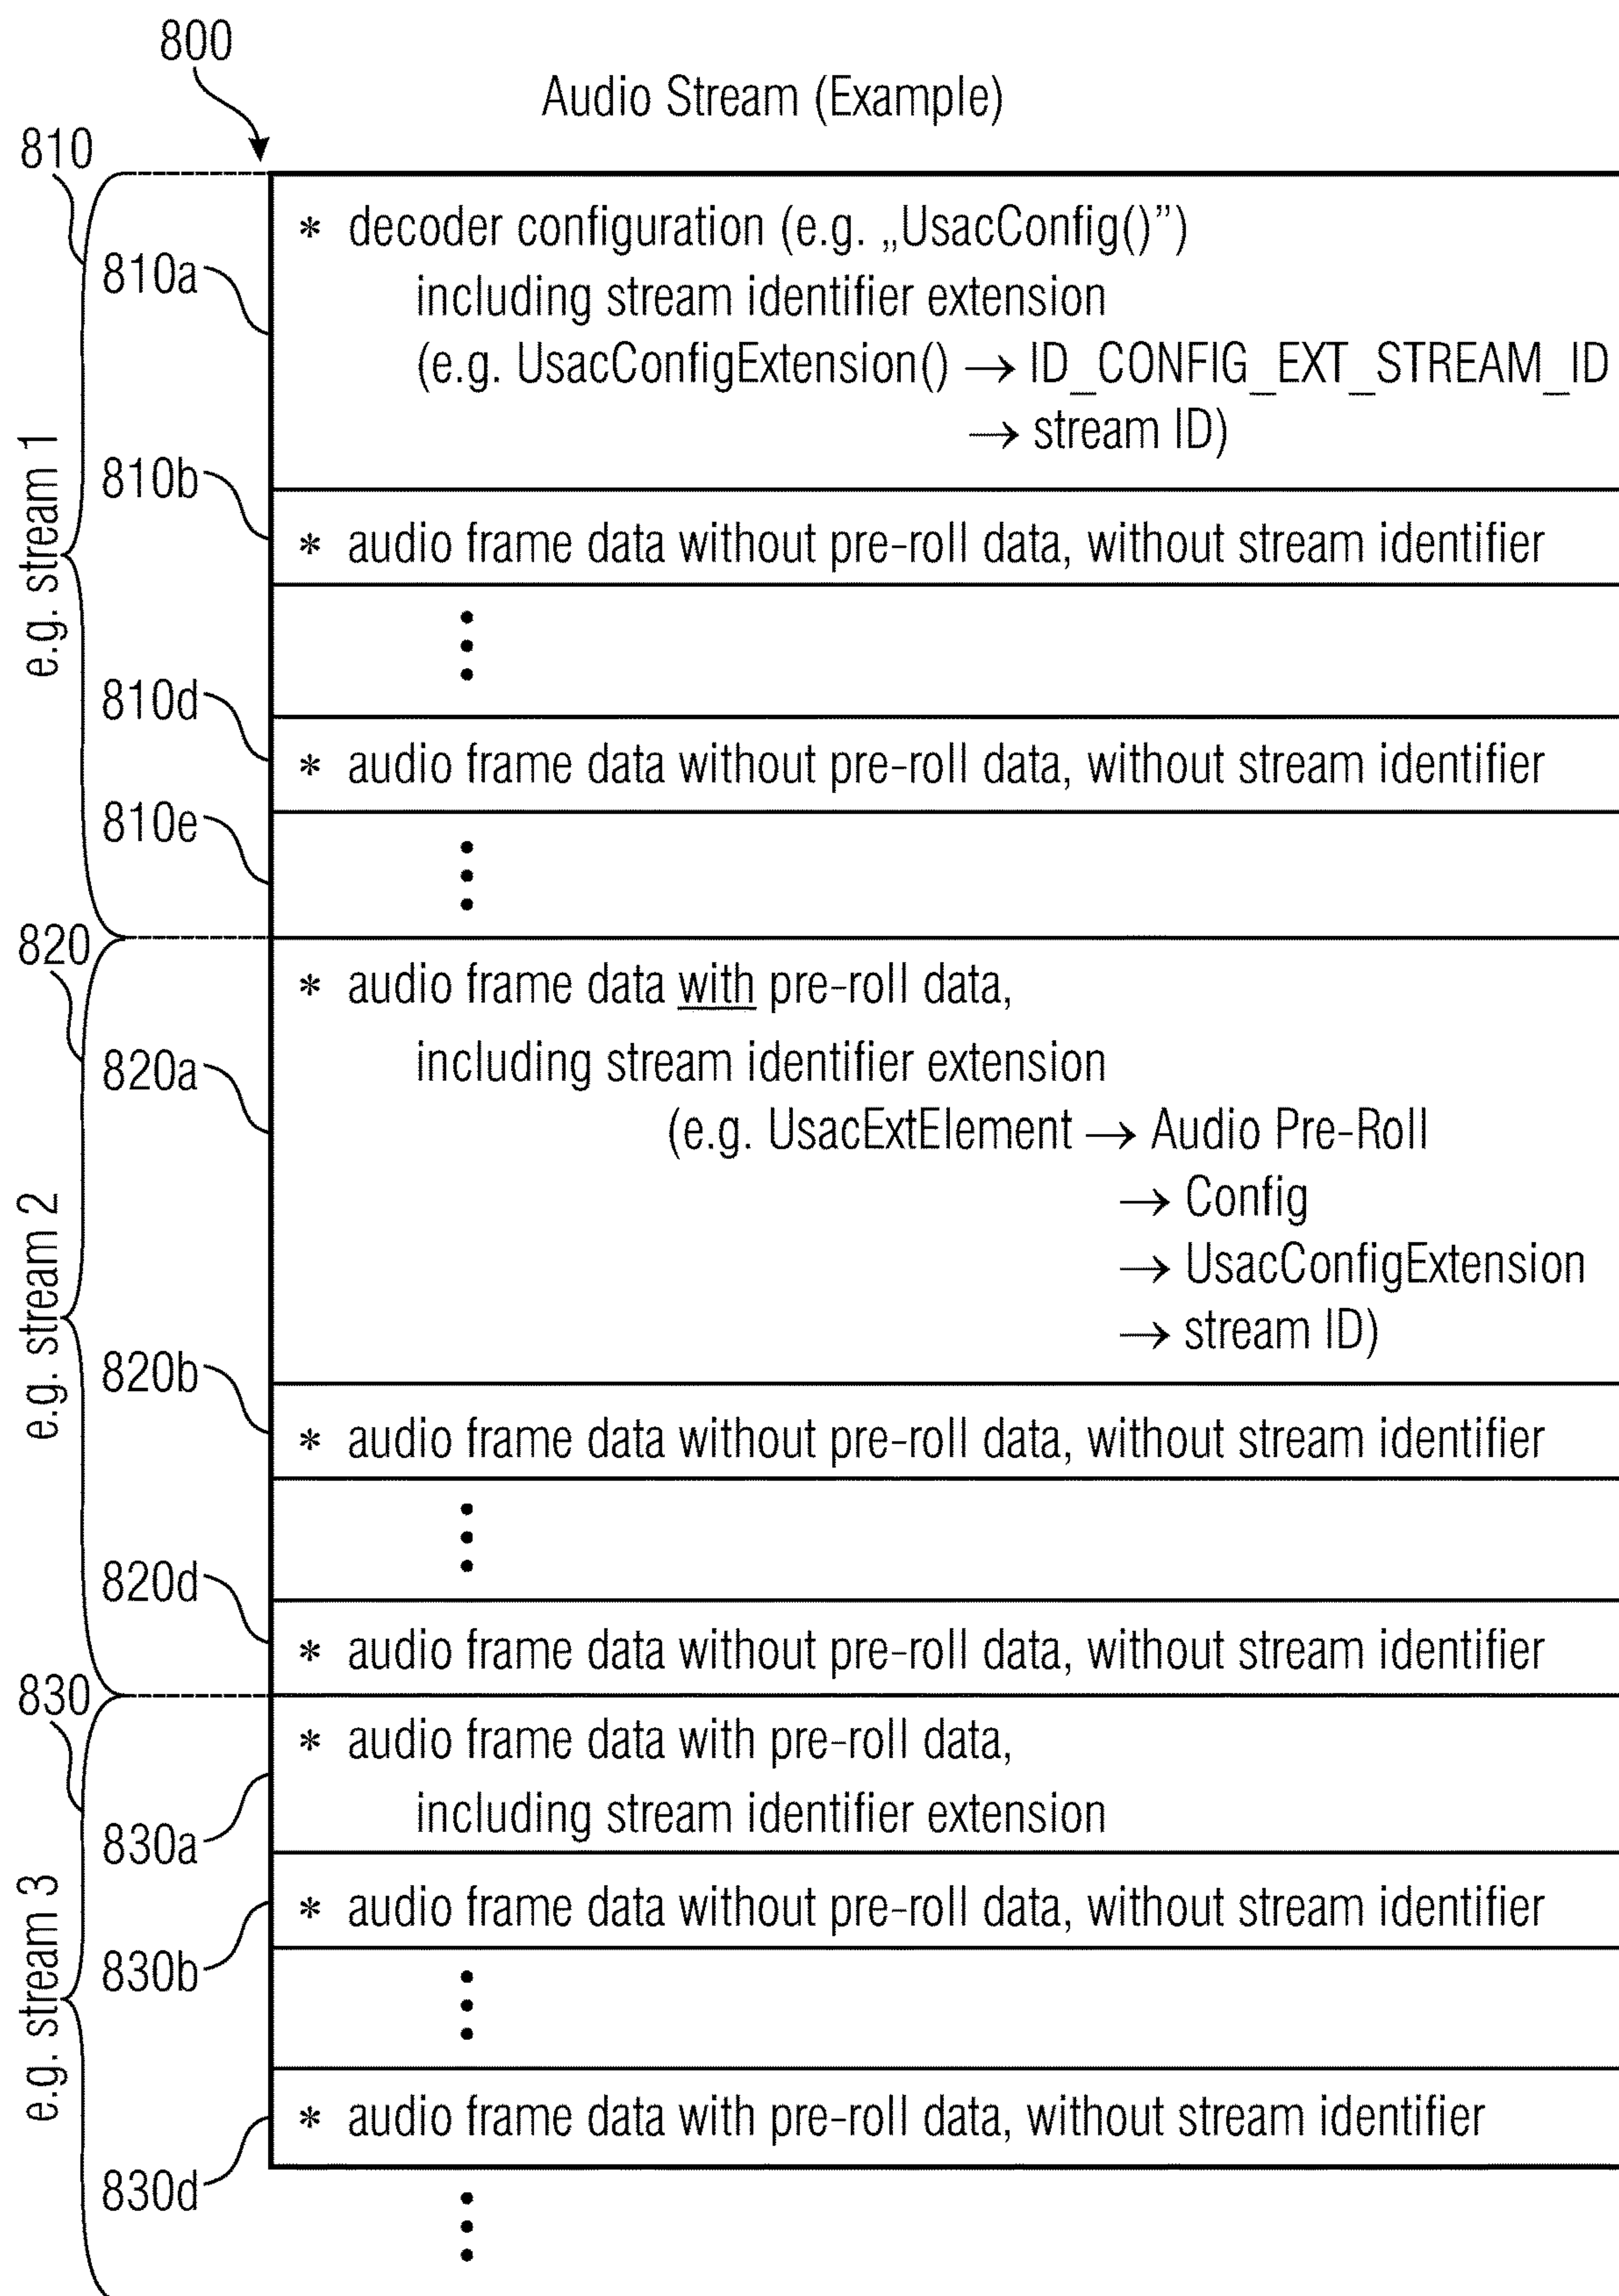 800
Audio Stream (Example)
810
* decoder configuration (e.g. „UsacConfig()”)
810a
including stream identifier extension
(e.g. UsacConfigExtension() → ID_CONFIG_EXT_STREAM_ID
→ stream ID)
e.g. stream 1
810b
* audio frame data without pre-roll data, without stream identifier
810d
* audio frame data without pre-roll data, without stream identifier
810e
820
* audio frame data with pre-roll data,
820a
including stream identifier extension
(e.g. UsacExtElement → Audio Pre-Roll
→ Config
→ UsacConfigExtension
→ stream ID)
e.g. stream 2
820b
* audio frame data without pre-roll data, without stream identifier
820d
* audio frame data without pre-roll data, without stream identifier
830
* audio frame data with pre-roll data,
including stream identifier extension
830a
* audio frame data without pre-roll data, without stream identifier
830b
e.g. stream 3
* audio frame data with pre-roll data, without stream identifier
830d